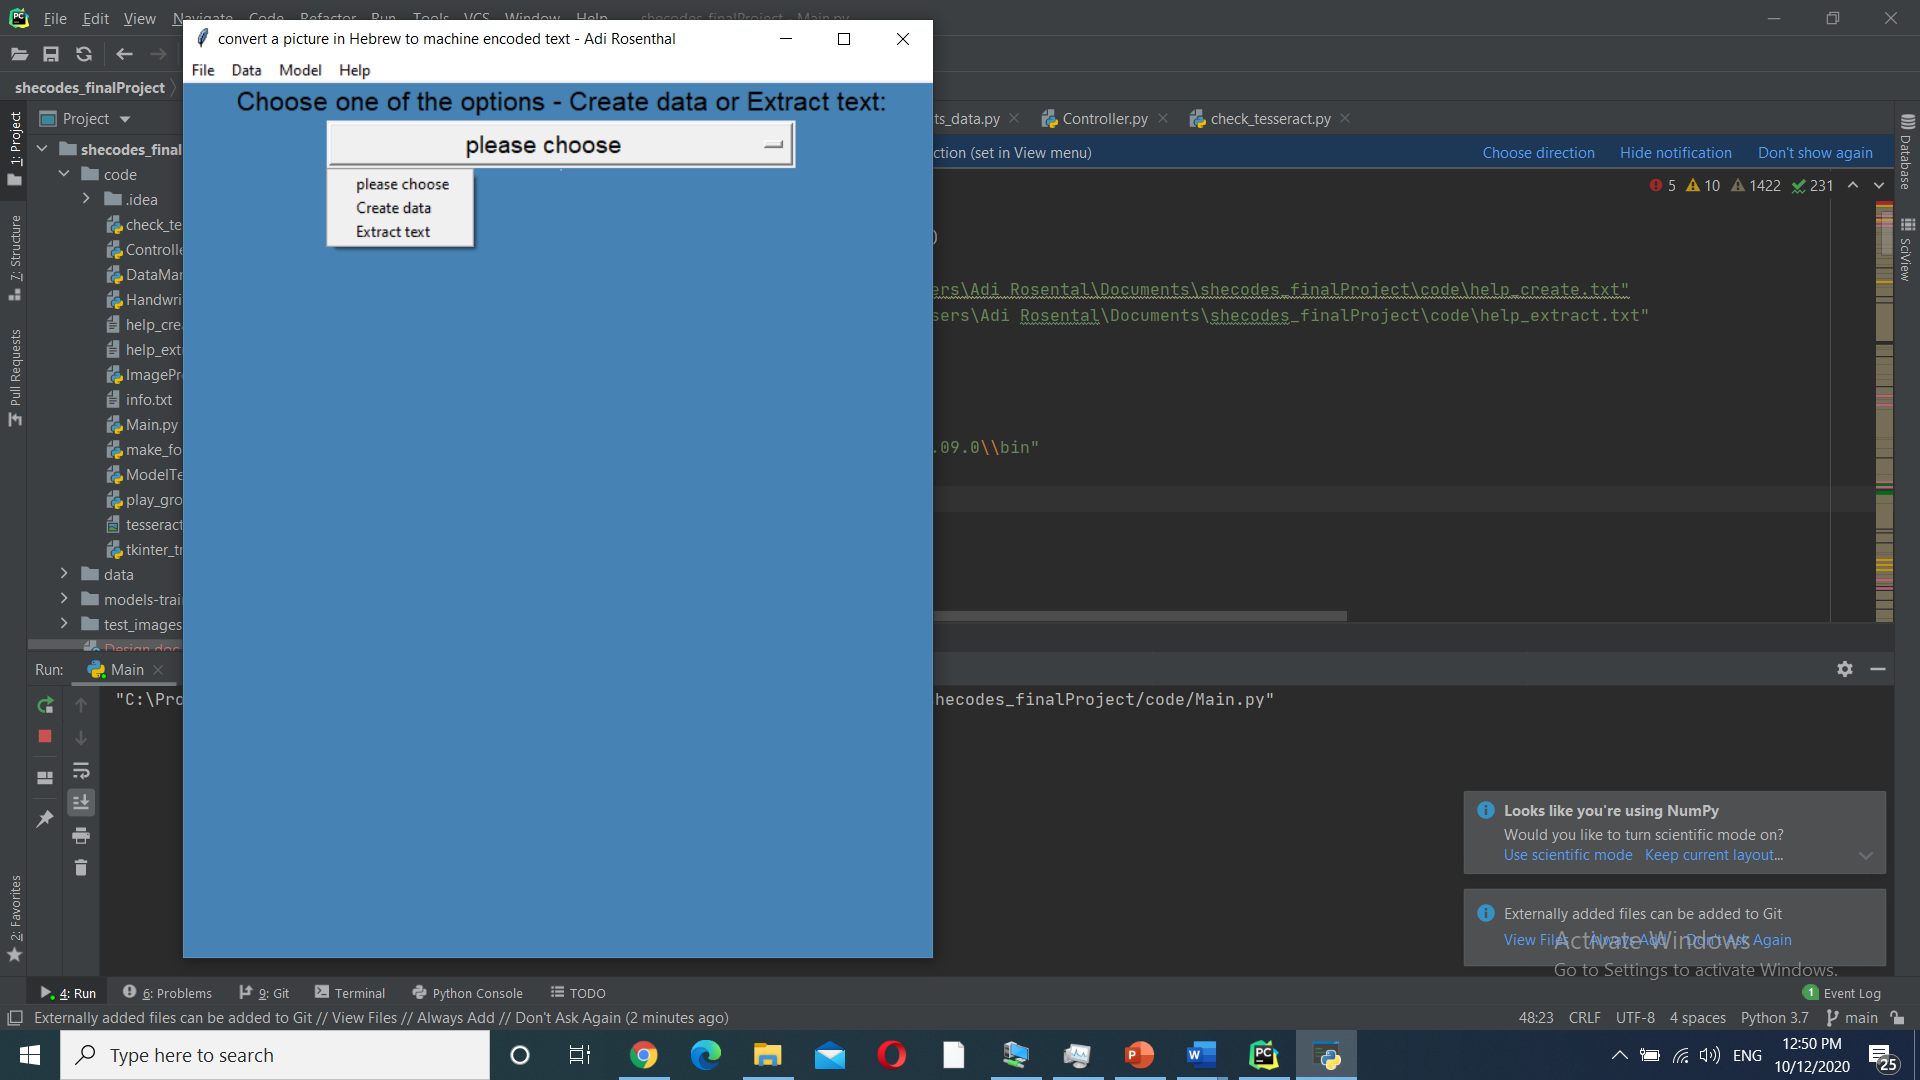 File Edit View Navigate Code Refactor Run Tools VCS Window Help shecodes_finalProject - Main.py
convert a picture in Hebrew to machine encoded text - Adi Rosenthal
File Data Model Help
Choose one of the options - Create data or Extract text:
please choose
please choose
Create data
Extract text
shecodes_finalProject
Project
shecodes_final
code
.idea
check_te
Controlle
DataMar
Handwri
help_crea
help_extr
ImagePr
info.txt
Main.py
make_fo
ModelTe
play_gro
tesseract
tkinter_tr
data
models-trai
test_images
Design doc
1: Project
7: Structure
Pull Requests
2: Favorites
ts_data.py Controller.py check_tesseract.py
ction (set in View menu) Choose direction Hide notification Don't show again
5 10 1422 231
)
ers\Adi Rosental\Documents\shecodes_finalProject\code\help_create.txt"
sers\Adi Rosental\Documents\shecodes_finalProject\code\help_extract.txt"
.09.0\\bin"
Database
SciView
Run: Main
"C:\Pro
hecodes_finalProject/code/Main.py"
Looks like you're using NumPy
Would you like to turn scientific mode on?
Use scientific mode Keep current layout...
Externally added files can be added to Git
View Files Always Add Don't Ask Again
Activate Windows
Go to Settings to activate Windows.
4: Run 6: Problems 9: Git Terminal Python Console TODO 1 Event Log
Externally added files can be added to Git // View Files // Always Add // Don't Ask Again (2 minutes ago) 48:23 CRLF UTF-8 4 spaces Python 3.7 main
Type here to search
ENG
12:50 PM
10/12/2020
25